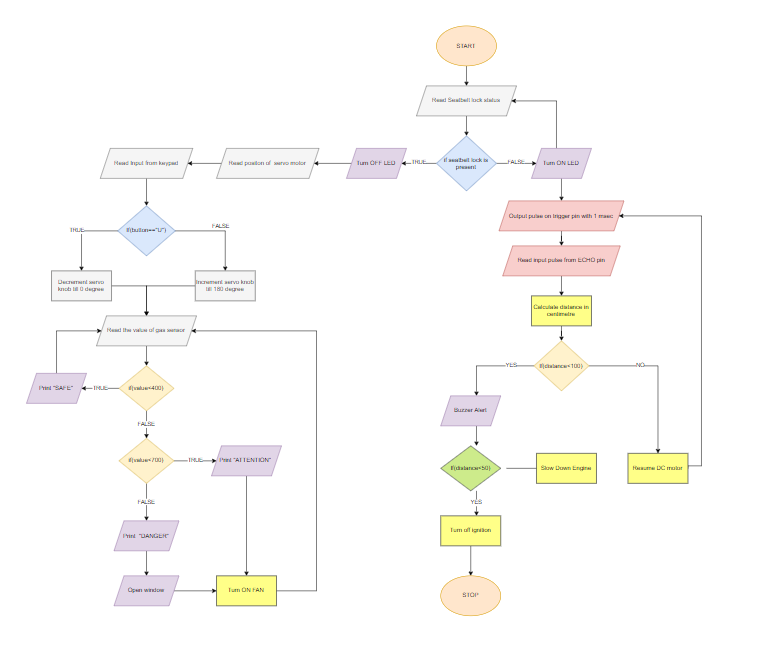 START
Read Seatbelt lock status
if seatbelt lock is
present
TRUE
FALSE
Turn OFF LED
Turn ON LED
Read position of servo motor
Read Input from keypad
if(button=="U")
TRUE
FALSE
Decrement servo
knob till 0 degree
Increment servo knob
till 180 degree
Read the value of gas sensor
if(value<400)
TRUE
Print "SAFE"
FALSE
if(value<700)
TRUE
Print "ATTENTION"
FALSE
Print "DANGER"
Open window
Turn ON FAN
Output pulse on trigger pin with 1 msec
Read input pulse from ECHO pin
Calculate distance in
centimetre
If(distance<100)
YES
NO
Buzzer Alert
If(distance<50)
Slow Down Engine
Resume DC motor
YES
Turn off ignition
STOP